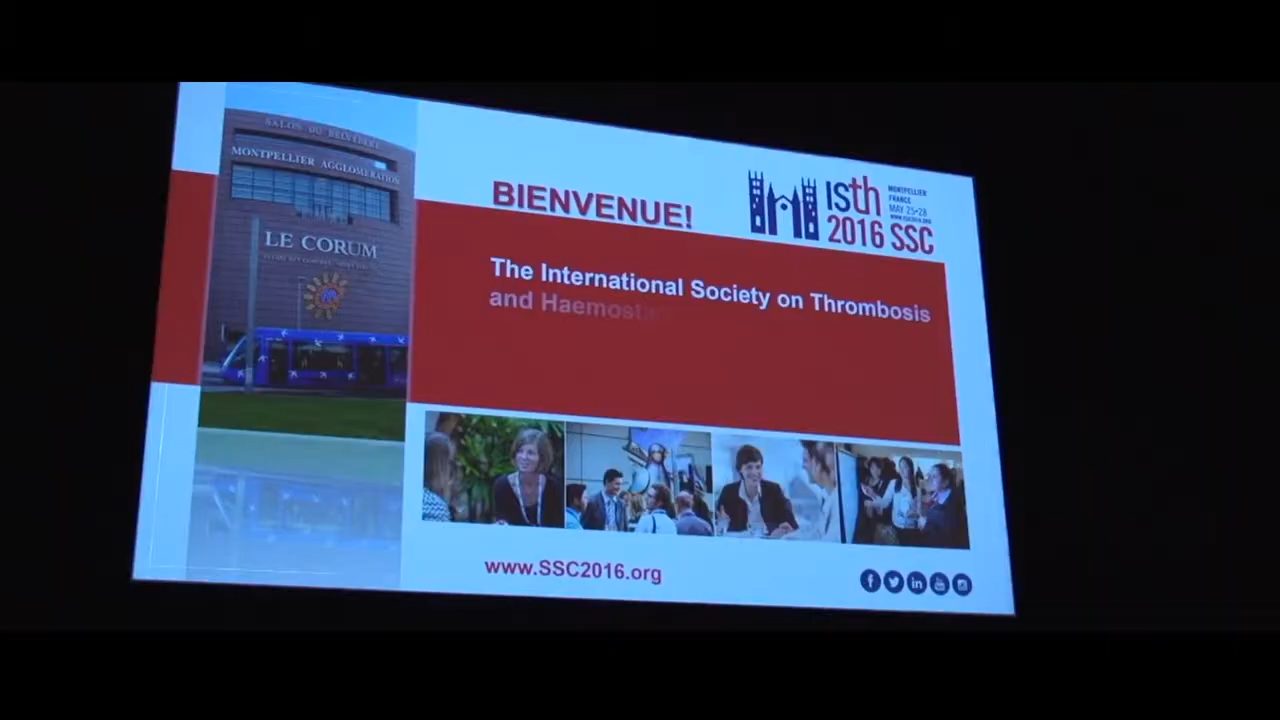 SALON DU BELVEDERE
MONTPELLIER AGGLOMERATION
LE CORUM
BIENVENUE!
ISth
2016 SSC
MONTPELLIER
FRANCE
MAY 25•28
The International Society on Thrombosis
and Haemost
www.SSC2016.org